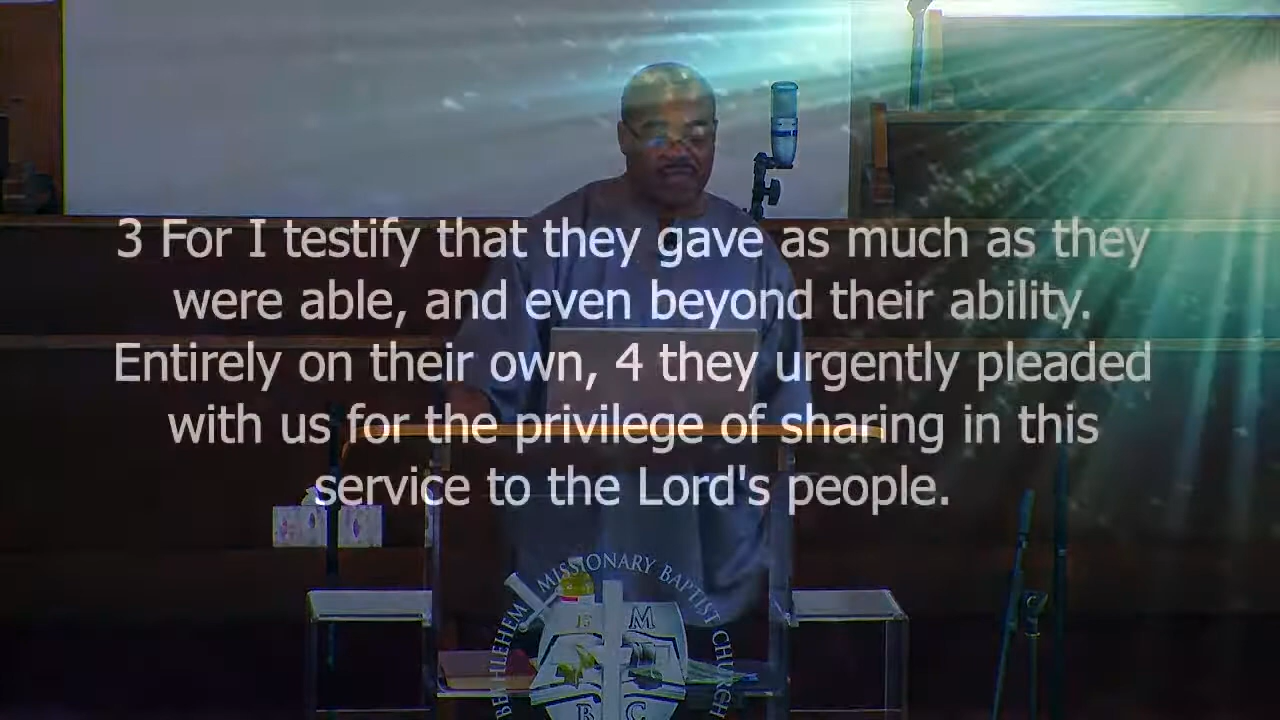 3 For I testify that they gave as much as they
were able, and even beyond their ability.
Entirely on their own, 4 they urgently pleaded
with us for the privilege of sharing in this
service to the Lord's people.
BETHLEHEM MISSIONARY BAPTIST CHURCH
B M
B C